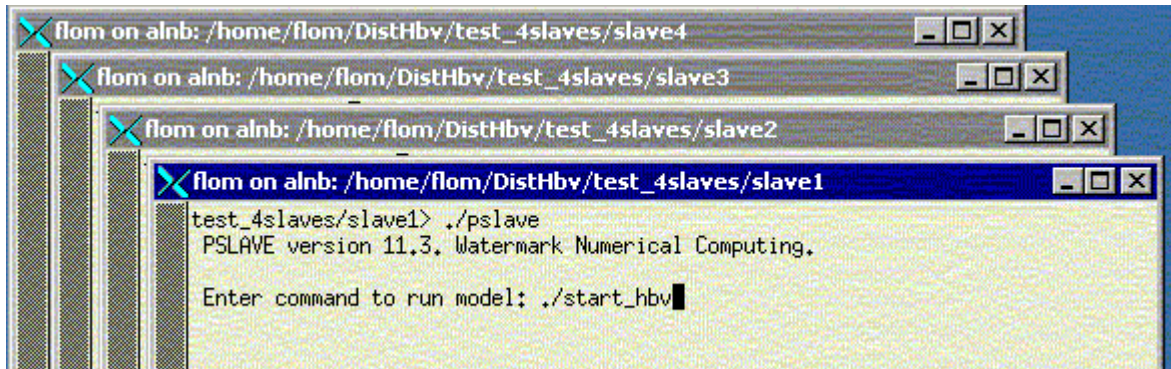 flom on alnb: /home/flom/DistHbv/test_4slaves/slave4
flom on alnb: /home/flom/DistHbv/test_4slaves/slave3
flom on alnb: /home/flom/DistHbv/test_4slaves/slave2
flom on alnb: /home/flom/DistHbv/test_4slaves/slave1
test_4slaves/slave1> ./pslave
PSLAVE version 11.3. Watermark Numerical Computing.
Enter command to run model: ./start_hbv